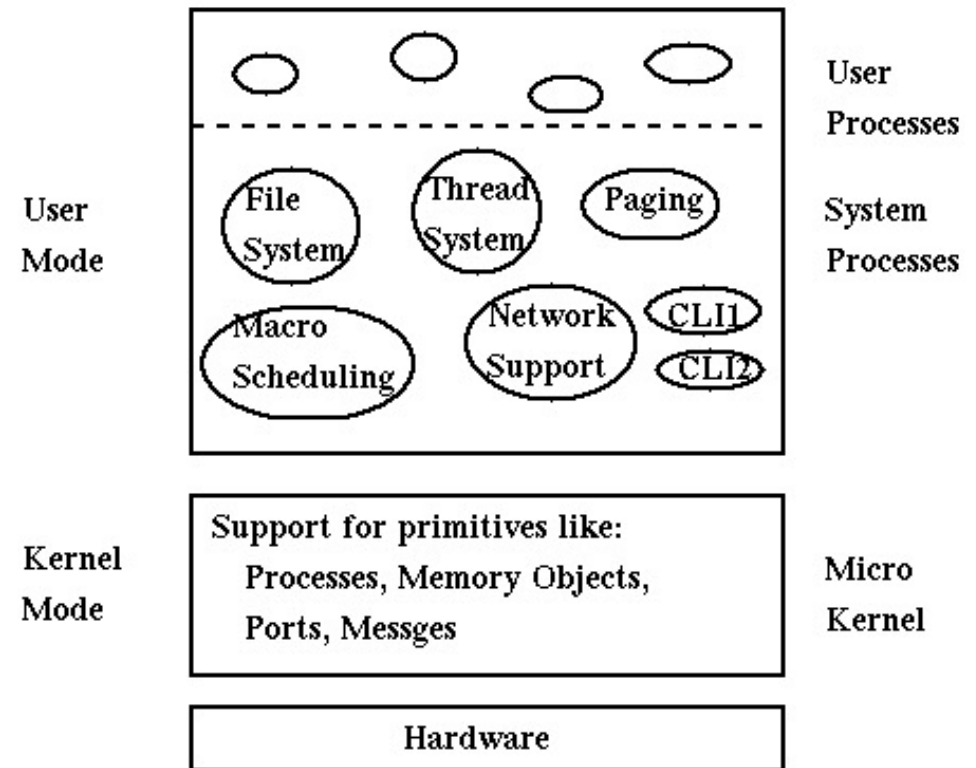 User
Processes
User
Mode
File
System
Thread
System
Paging
System
Processes
Macro
Scheduling
Network
Support
CLI1
CLI2
Kernel
Mode
Support for primitives like:
Processes, Memory Objects,
Ports, Messges
Micro
Kernel
Hardware